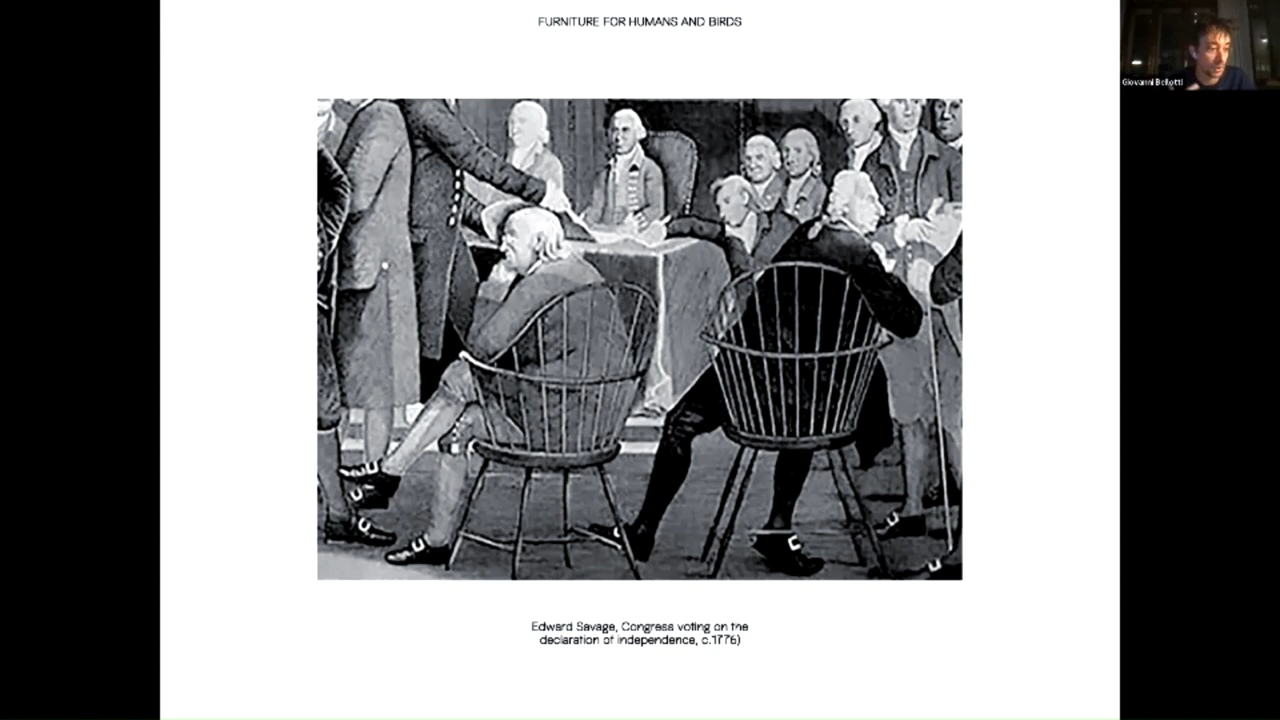 FURNITURE FOR HUMANS AND BIRDS
Giovanni Bellotti
Edward Savage, Congress voting on the
declaration of independence, c.1776)